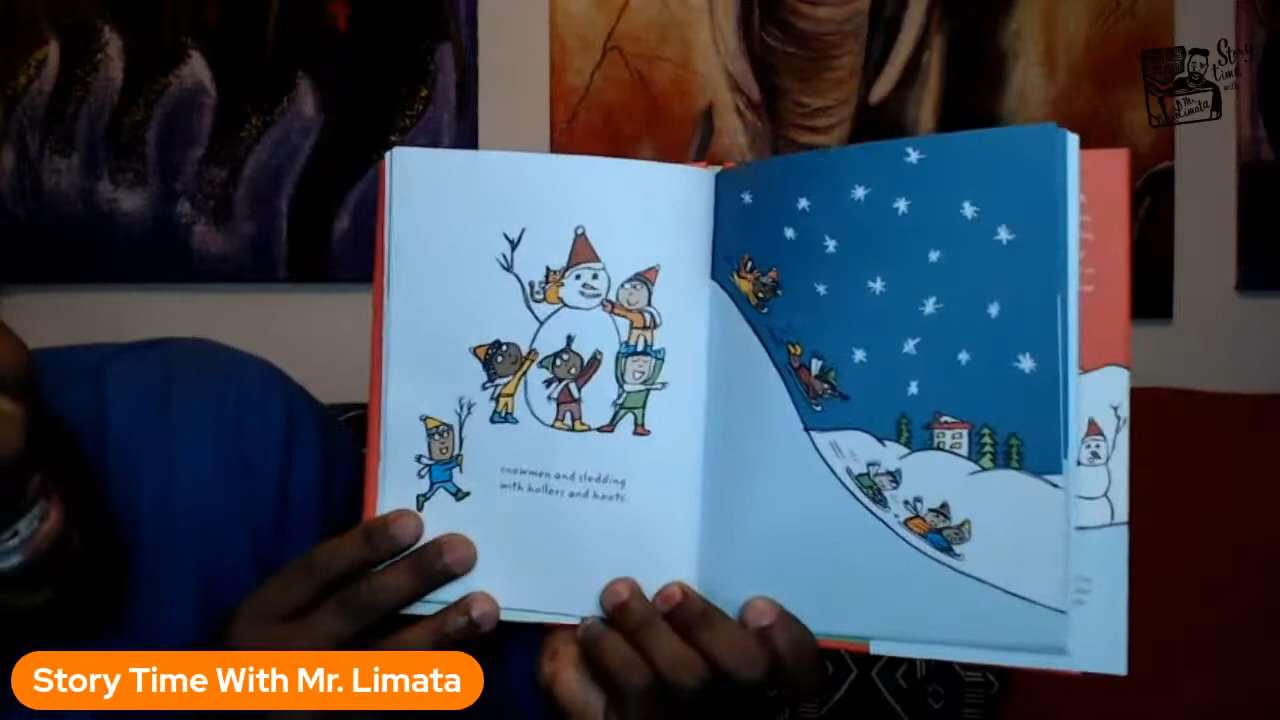 Story
time
with
Mr.
Limata
snowmen and sledding
with hollers and hoots.
Story Time With Mr. Limata